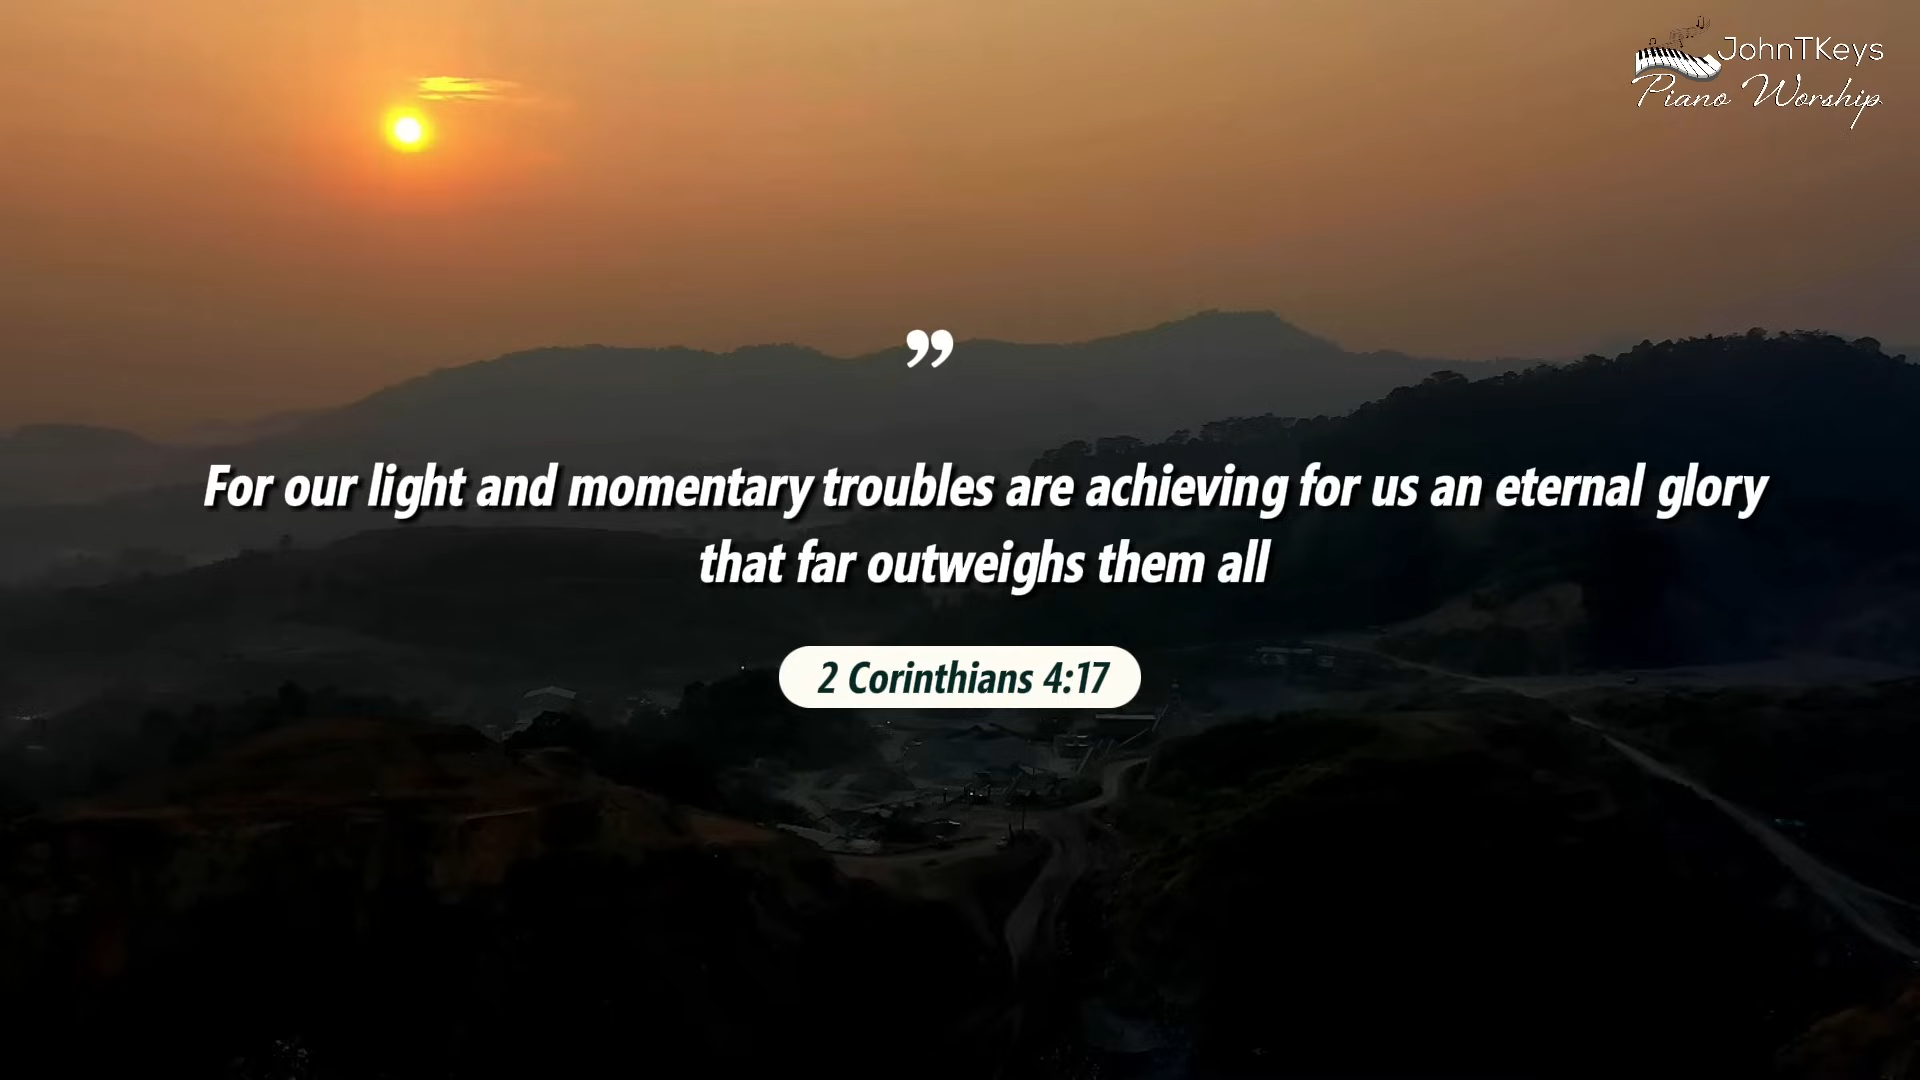 JohnTKeys
Piano Worship
”
For our light and momentary troubles are achieving for us an eternal glory
that far outweighs them all
2 Corinthians 4:17